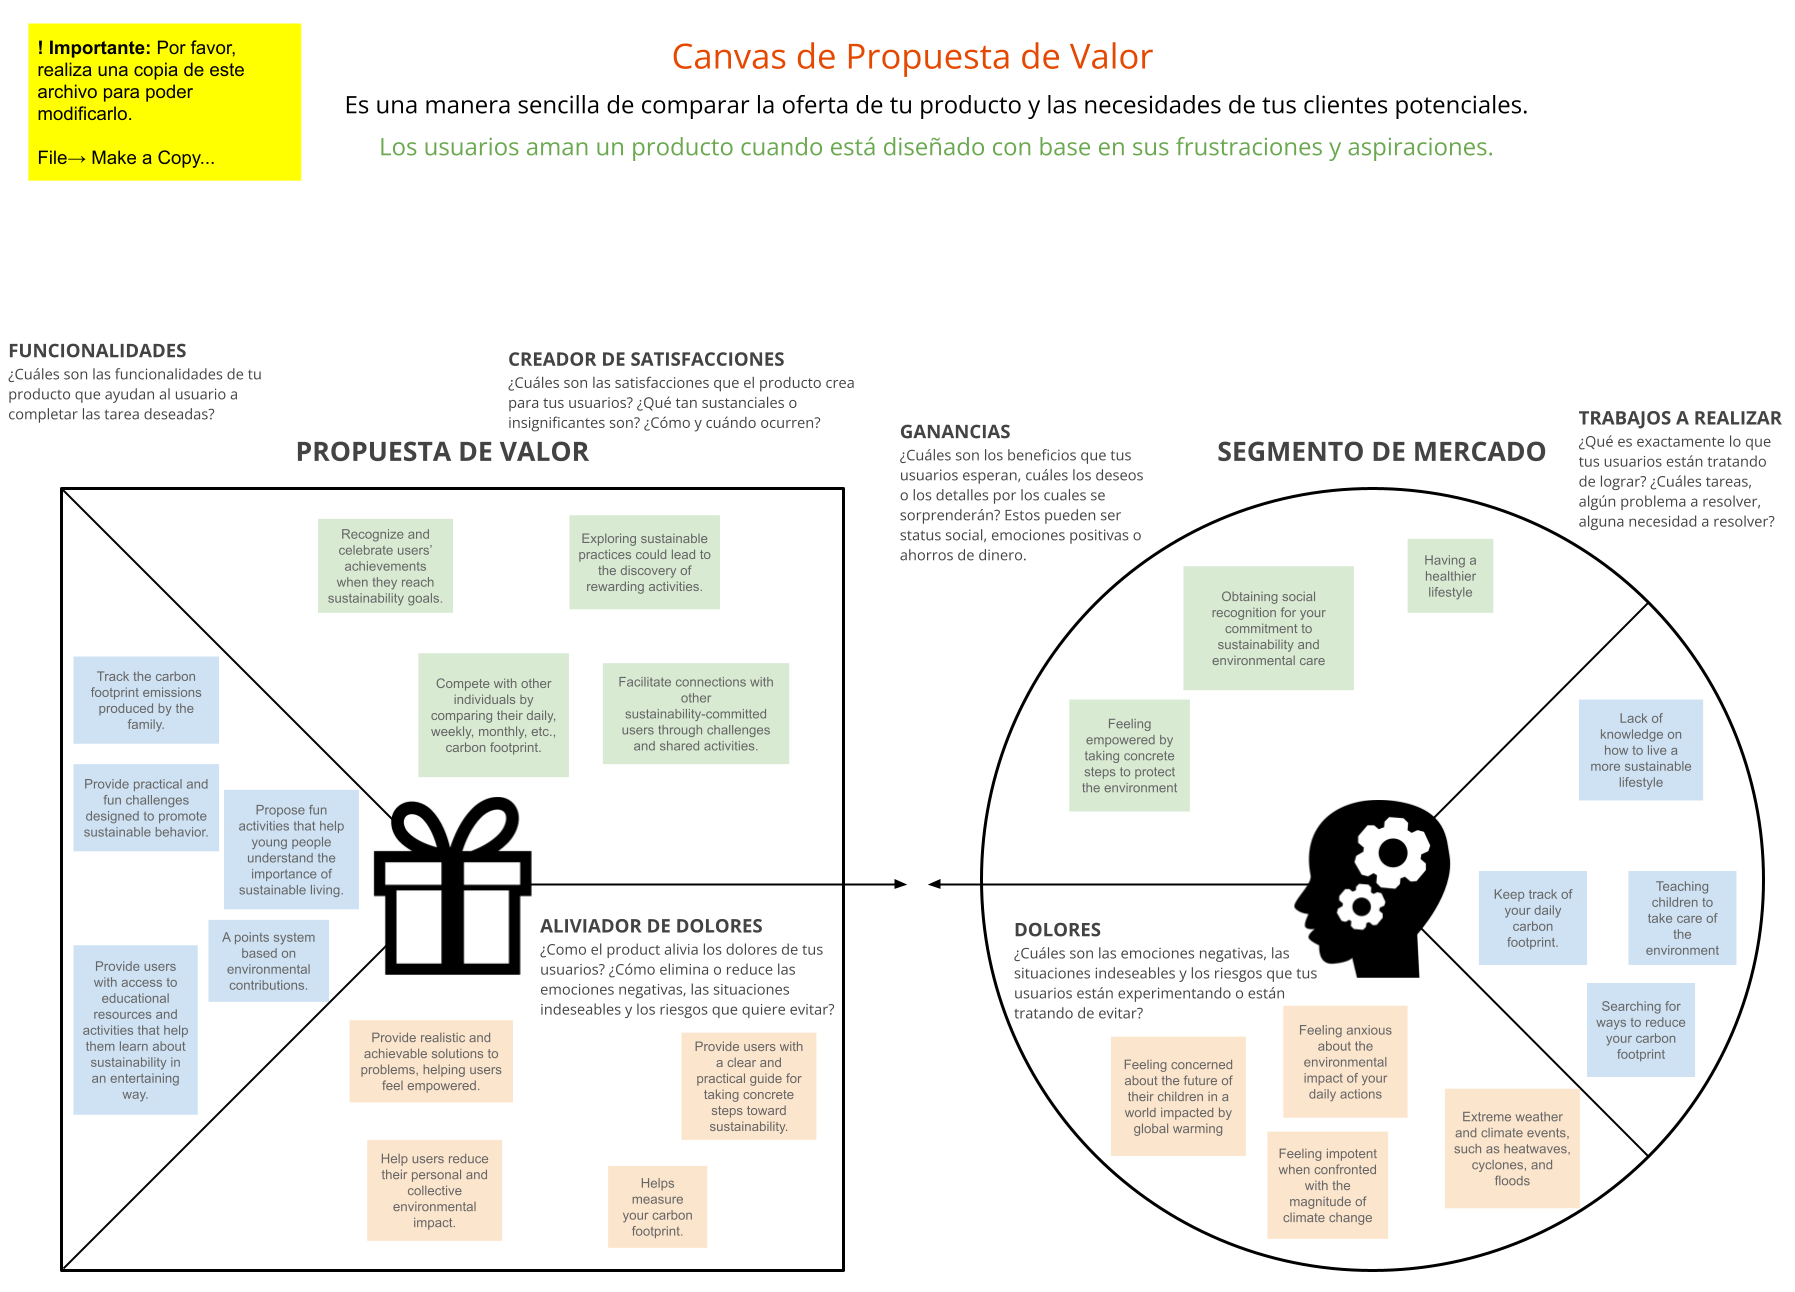 ! Importante: Por favor,
realiza una copia de este
archivo para poder
modificarlo.
File→ Make a Copy...
Canvas de Propuesta de Valor
Es una manera sencilla de comparar la oferta de tu producto y las necesidades de tus clientes potenciales.
Los usuarios aman un producto cuando está diseñado con base en sus frustraciones y aspiraciones.
FUNCIONALIDADES
¿Cuáles son las funcionalidades de tu
producto que ayudan al usuario a
completar las tarea deseadas?
CREADOR DE SATISFACCIONES
¿Cuáles son las satisfacciones que el producto crea
para tus usuarios? ¿Qué tan sustanciales o
insignificantes son? ¿Cómo y cuándo ocurren?
PROPUESTA DE VALOR
Recognize and
celebrate users’
achievements
when they reach
sustainability goals.
Exploring sustainable
practices could lead to
the discovery of
rewarding activities.
Compete with other
individuals by
comparing their daily,
weekly, monthly, etc.,
carbon footprint.
Facilitate connections with
other
sustainability-committed
users through challenges
and shared activities.
Track the carbon
footprint emissions
produced by the
family.
Provide practical and
fun challenges
designed to promote
sustainable behavior.
Propose fun
activities that help
young people
understand the
importance of
sustainable living.
A points system
based on
environmental
contributions.
Provide users
with access to
educational
resources and
activities that help
them learn about
sustainability in
an entertaining
way.
ALIVIADOR DE DOLORES
¿Como el product alivia los dolores de tus
usuarios? ¿Cómo elimina o reduce las
emociones negativas, las situaciones
indeseables y los riesgos que quiere evitar?
Provide realistic and
achievable solutions to
problems, helping users
feel empowered.
Provide users with
a clear and
practical guide for
taking concrete
steps toward
sustainability.
Help users reduce
their personal and
collective
environmental
impact.
Helps
measure
your carbon
footprint.
GANANCIAS
¿Cuáles son los beneficios que tus
usuarios esperan, cuáles los deseos
o los detalles por los cuales se
sorprenderán? Estos pueden ser
status social, emociones positivas o
ahorros de dinero.
SEGMENTO DE MERCADO
TRABAJOS A REALIZAR
¿Qué es exactamente lo que
tus usuarios están tratando
de lograr? ¿Cuáles tareas,
algún problema a resolver,
alguna necesidad a resolver?
Having a
healthier
lifestyle
Obtaining social
recognition for your
commitment to
sustainability and
environmental care
Feeling
empowered by
taking concrete
steps to protect
the environment
Lack of
knowledge on
how to live a
more sustainable
lifestyle
Keep track of
your daily
carbon
footprint.
Teaching
children to
take care of
the
environment
Searching for
ways to reduce
your carbon
footprint
DOLORES
¿Cuáles son las emociones negativas, las
situaciones indeseables y los riesgos que tus
usuarios están experimentando o están
tratando de evitar?
Feeling concerned
about the future of
their children in a
world impacted by
global warming
Feeling anxious
about the
environmental
impact of your
daily actions
Feeling impotent
when confronted
with the
magnitude of
climate change
Extreme weather
and climate events,
such as heatwaves,
cyclones, and
floods